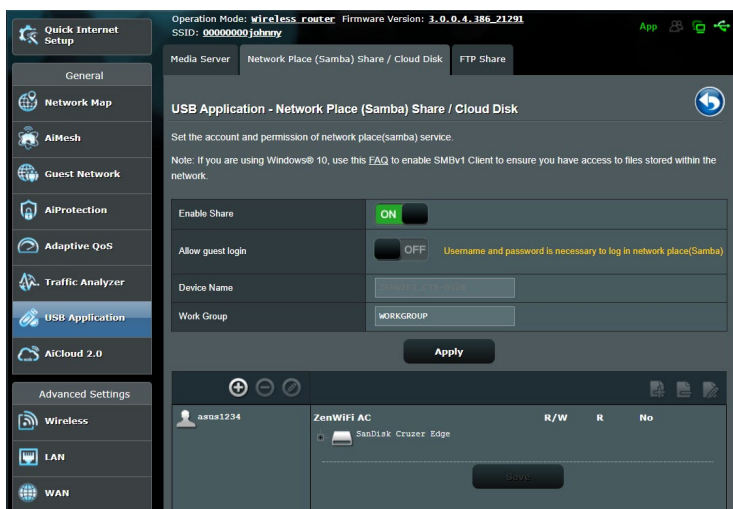 Quick Internet Setup
Operation Mode: Wireless router Firmware Version: 3.0.0.4.386_21291
SSID: 00000000johnny
App
Media Server
Network Place (Samba) Share / Cloud Disk
FTP Share
General
Network Map
AiMesh
Guest Network
AiProtection
Adaptive QoS
Traffic Analyzer
USB Application
AiCloud 2.0
Advanced Settings
Wireless
LAN
WAN
USB Application - Network Place (Samba) Share / Cloud Disk
Set the account and permission of network place(samba) service.
Note: If you are using Windows® 10, use this FAQ to enable SMBv1 Client to ensure you have access to files stored within the
network.
Enable Share
ON
Allow guest login
OFF
Username and password is necessary to log in network place(Samba)
Device Name
Work Group
WORKGROUP
Apply
asus1234
ZenWiFi AC
R/W
R
No
SanDisk Cruzer Edge
Save